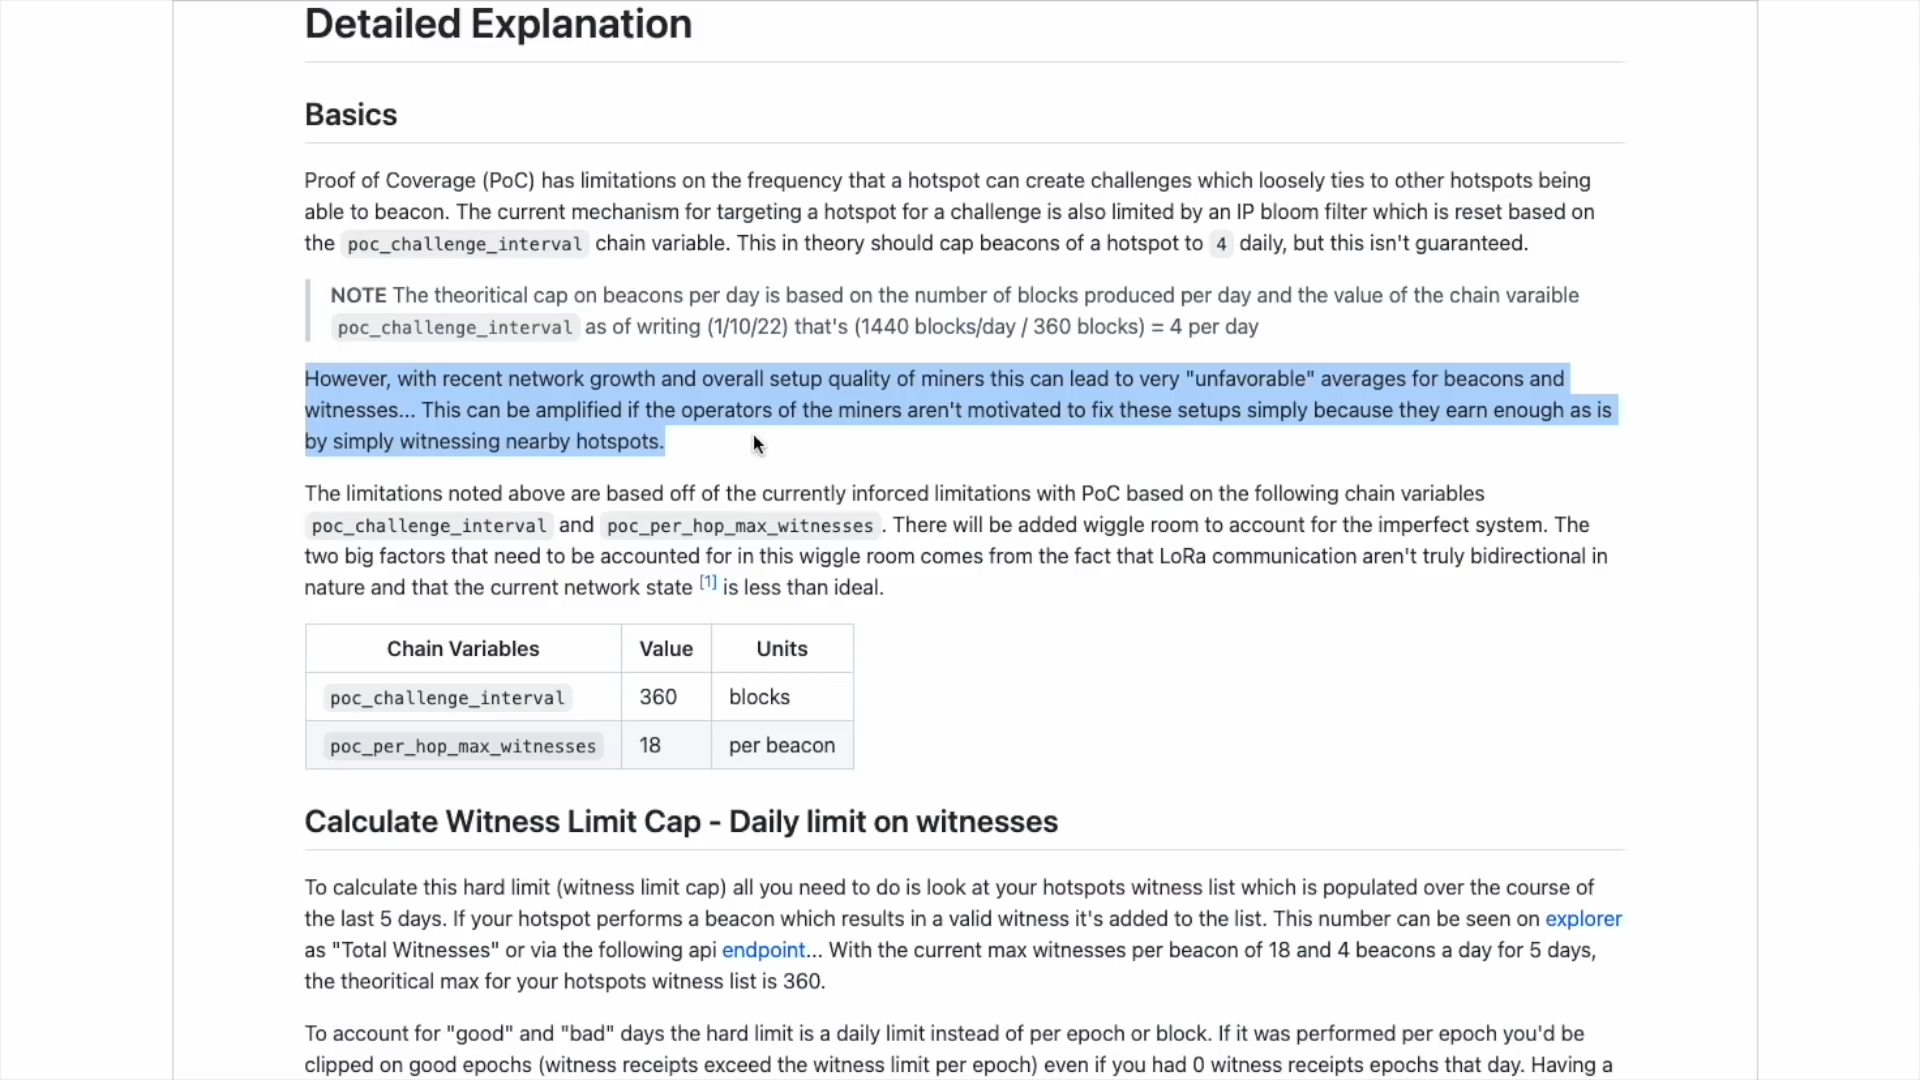 Detailed Explanation
Basics
Proof of Coverage (PoC) has limitations on the frequency that a hotspot can create challenges which loosely ties to other hotspots being
able to beacon. The current mechanism for targeting a hotspot for a challenge is also limited by an IP bloom filter which is reset based on
the poc_challenge_interval chain variable. This in theory should cap beacons of a hotspot to 4 daily, but this isn't guaranteed.
NOTE The theoritical cap on beacons per day is based on the number of blocks produced per day and the value of the chain varaible
poc_challenge_interval as of writing (1/10/22) that's (1440 blocks/day / 360 blocks) = 4 per day
However, with recent network growth and overall setup quality of miners this can lead to very "unfavorable" averages for beacons and
witnesses... This can be amplified if the operators of the miners aren't motivated to fix these setups simply because they earn enough as is
by simply witnessing nearby hotspots.
The limitations noted above are based off of the currently inforced limitations with PoC based on the following chain variables
poc_challenge_interval and poc_per_hop_max_witnesses. There will be added wiggle room to account for the imperfect system. The
two big factors that need to be accounted for in this wiggle room comes from the fact that LoRa communication aren't truly bidirectional in
nature and that the current network state [1] is less than ideal.
Chain Variables Value Units
poc_challenge_interval 360 blocks
poc_per_hop_max_witnesses 18 per beacon
Calculate Witness Limit Cap - Daily limit on witnesses
To calculate this hard limit (witness limit cap) all you need to do is look at your hotspots witness list which is populated over the course of
the last 5 days. If your hotspot performs a beacon which results in a valid witness it's added to the list. This number can be seen on explorer
as "Total Witnesses" or via the following api endpoint... With the current max witnesses per beacon of 18 and 4 beacons a day for 5 days,
the theoritical max for your hotspots witness list is 360.
To account for "good" and "bad" days the hard limit is a daily limit instead of per epoch or block. If it was performed per epoch you'd be
clipped on good epochs (witness receipts exceed the witness limit per epoch) even if you had 0 witness receipts epochs that day. Having a